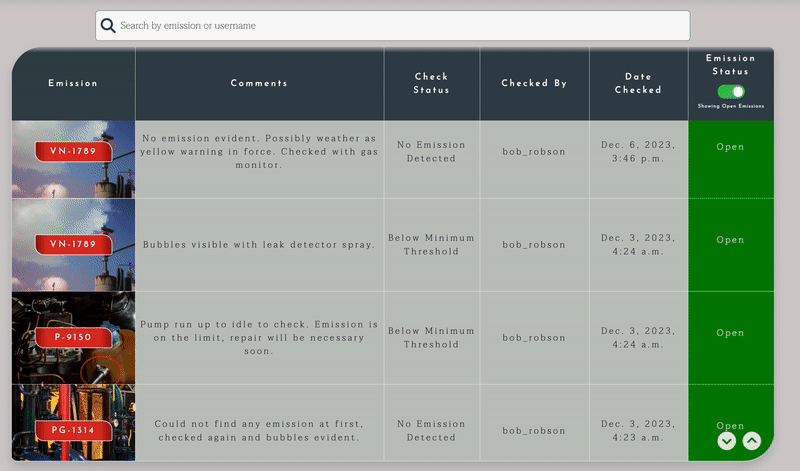 Search by emission or username
Emission
Comments
Check
Status
Checked By
Date
Checked
Emission
Status
Showing Open Emissions
VN-1789
No emission evident. Possibly weather as
yellow warning in force. Checked with gas
monitor.
No Emission
Detected
bob_robson
Dec. 6, 2023,
3:46 p.m.
Open
VN-1789
Bubbles visible with leak detector spray.
Below Minimum
Threshold
bob_robson
Dec. 3, 2023,
4:24 a.m.
Open
P-9150
Pump run up to idle to check. Emission is
on the limit, repair will be necessary
soon.
Below Minimum
Threshold
bob_robson
Dec. 3, 2023,
4:24 a.m.
Open
PG-1314
Could not find any emission at first,
checked again and bubbles evident.
No Emission
Detected
bob_robson
Dec. 3, 2023,
4:23 a.m.
Open